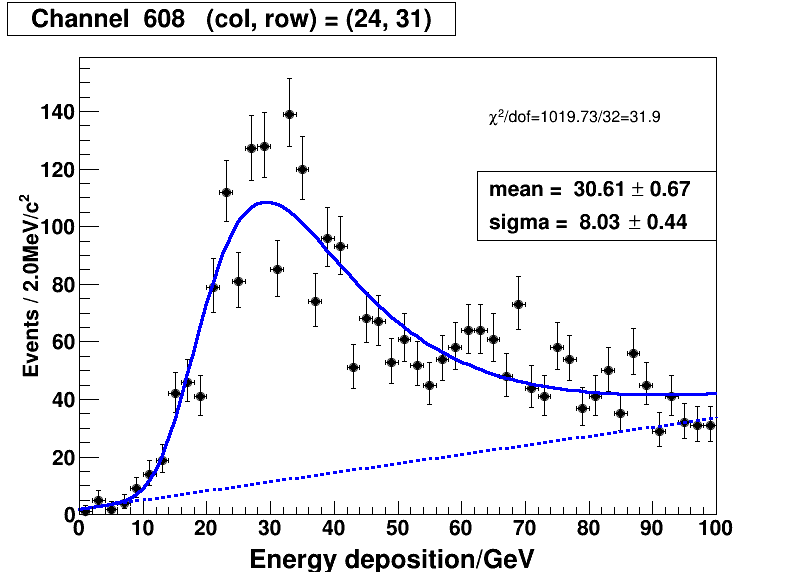 Channel 608 (col, row) = (24, 31)
χ²/dof=1019.73/32=31.9
mean = 30.61 ± 0.67
sigma = 8.03 ± 0.44
Events / 2.0MeV/c²
140
120
100
80
60
40
20
0
0 10 20 30 40 50 60 70 80 90 100
Energy deposition/GeV